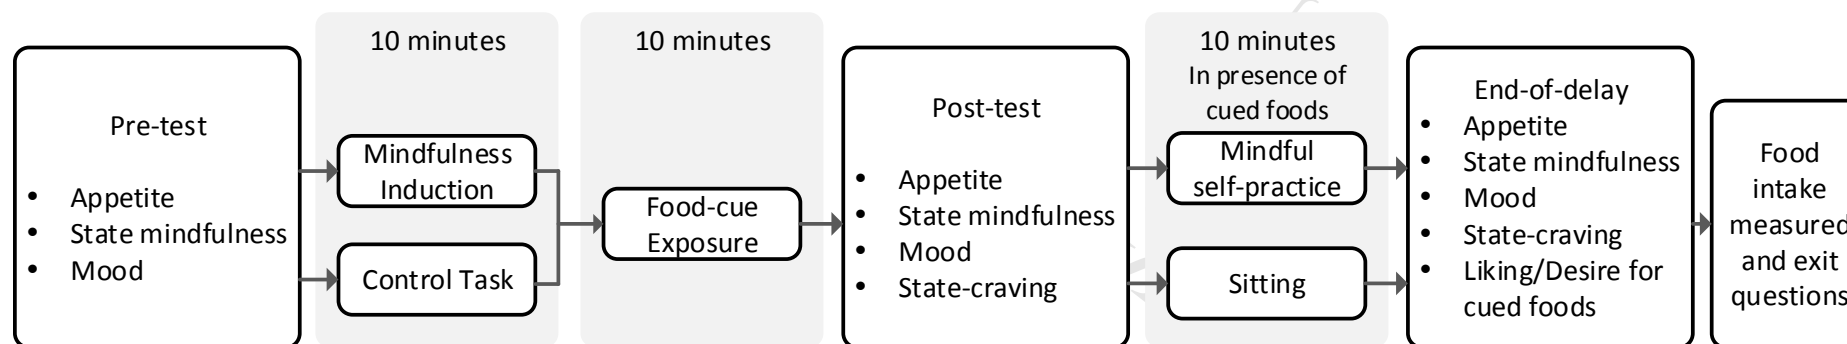 Pre-test
• Appetite
• State mindfulness
• Mood
10 minutes
Mindfulness
Induction
Control Task
10 minutes
Food-cue
Exposure
Post-test
• Appetite
• State mindfulness
• Mood
• State-craving
10 minutes
In presence of
cued foods
Mindful
self-practice
Sitting
End-of-delay
• Appetite
• State mindfulness
• Mood
• State-craving
• Liking/Desire for
cued foods
Food
intake
measured
and exit
questions